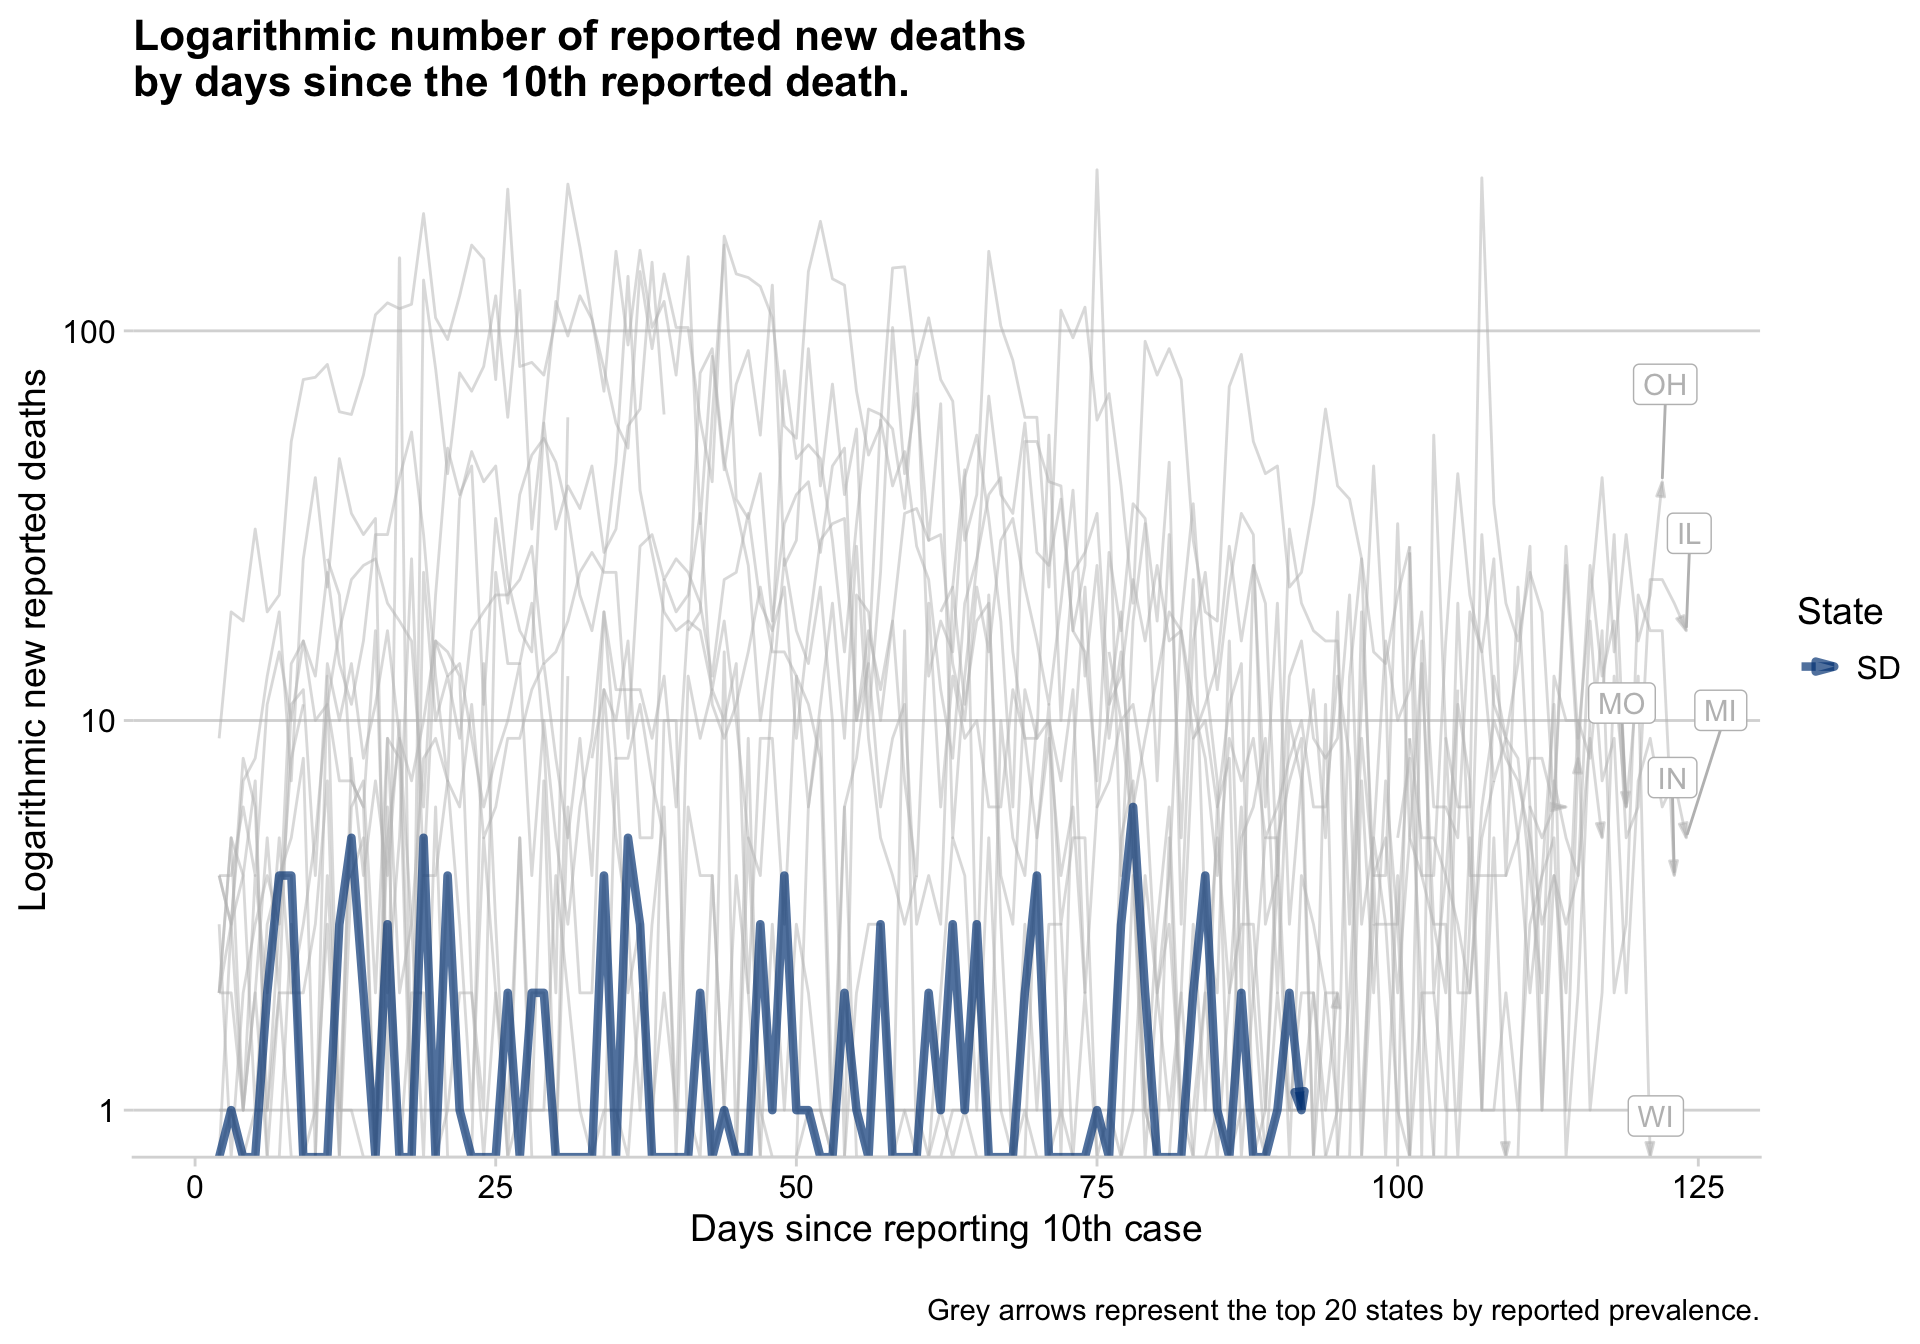 Logarithmic number of reported new deaths
by days since the 10th reported death.
Logarithmic new reported deaths
100
10
1
OH
IL
MO
MI
IN
WI
State
SD
0
25
50
75
100
125
Days since reporting 10th case
Grey arrows represent the top 20 states by reported prevalence.